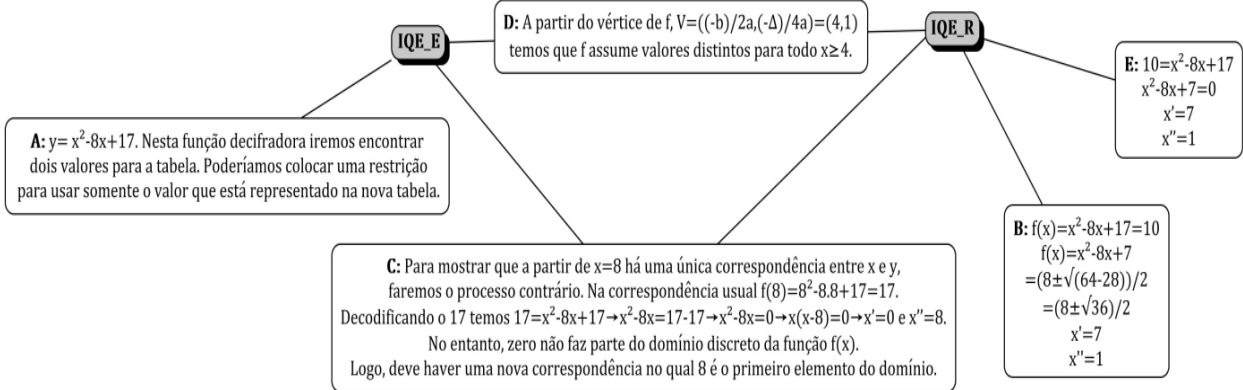 D: A partir do vértice de f, V=((-b)/2a,(-Δ)/4a)=(4,1)
temos que f assume valores distintos para todo x≥4.
IQE_E
IQE_R
E: 10=x²-8x+17
x²-8x+7=0
x'=7
x''=1
A: y= x²-8x+17. Nesta função decifradora iremos encontrar
dois valores para a tabela. Poderíamos colocar uma restrição
para usar somente o valor que está representado na nova tabela.
B: f(x)=x²-8x+17=10
f(x)=x²-8x+7
=(8±√(64-28))/2
=(8±√36)/2
x'=7
x''=1
C: Para mostrar que a partir de x=8 há uma única correspondência entre x e y,
faremos o processo contrário. Na correspondência usual f(8)=8²-8.8+17=17.
Decodificando o 17 temos 17=x²-8x+17→x²-8x=17-17→x²-8x=0→x(x-8)=0→x'=0 e x''=8.
No entanto, zero não faz parte do domínio discreto da função f(x).
Logo, deve haver uma nova correspondência no qual 8 é o primeiro elemento do domínio.